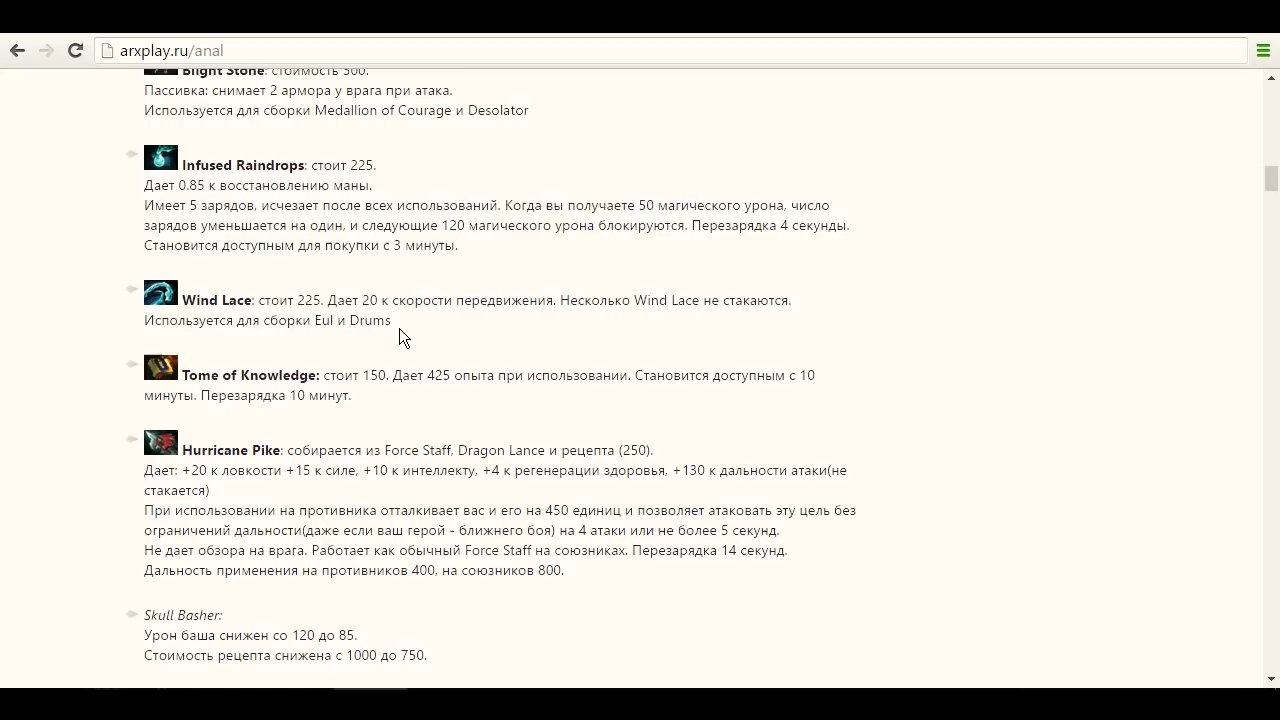 arxplay.ru/anal
Blight Stone: стоимость 300.
Пассивка: снимает 2 армора у врага при атака.
Используется для сборки Medallion of Courage и Desolator
Infused Raindrops: стоит 225.
Дает 0.85 к восстановлению маны.
Имеет 5 зарядов, исчезает после всех использований. Когда вы получаете 50 магического урона, число
зарядов уменьшается на один, и следующие 120 магического урона блокируются. Перезарядка 4 секунды.
Становится доступным для покупки с 3 минуты.
Wind Lace: стоит 225. Дает 20 к скорости передвижения. Несколько Wind Lace не стакаются.
Используется для сборки Eul и Drums
Tome of Knowledge: стоит 150. Дает 425 опыта при использовании. Становится доступным с 10
минуты. Перезарядка 10 минут.
Hurricane Pike: собирается из Force Staff, Dragon Lance и рецепта (250).
Дает: +20 к ловкости +15 к силе, +10 к интеллекту, +4 к регенерации здоровья, +130 к дальности атаки(не
стакается)
При использовании на противника отталкивает вас и его на 450 единиц и позволяет атаковать эту цель без
ограничений дальности(даже если ваш герой - ближнего боя) на 4 атаки или не более 5 секунд.
Не дает обзора на врага. Работает как обычный Force Staff на союзниках. Перезарядка 14 секунд.
Дальность применения на противников 400, на союзников 800.
Skull Basher:
Урон баша снижен со 120 до 85.
Стоимость рецепта снижена с 1000 до 750.